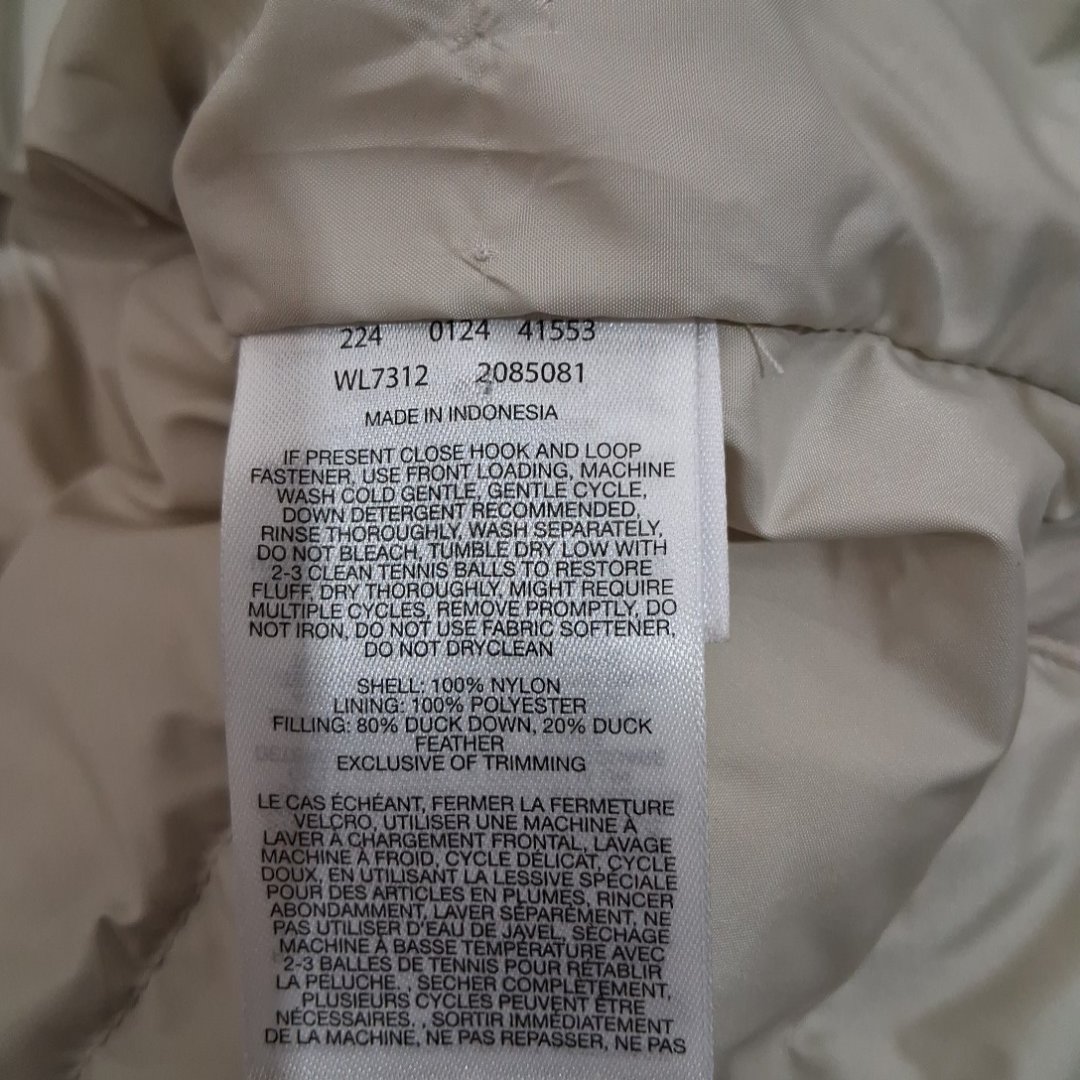 224 0124 41553
WL7312 2085081
MADE IN INDONESIA
IF PRESENT CLOSE HOOK AND LOOP
FASTENER, USE FRONT LOADING, MACHINE
WASH COLD GENTLE, GENTLE CYCLE,
DOWN DETERGENT RECOMMENDED,
RINSE THOROUGHLY, WASH SEPARATELY,
DO NOT BLEACH, TUMBLE DRY LOW WITH
2-3 CLEAN TENNIS BALLS TO RESTORE
FLUFF, DRY THOROUGHLY, MIGHT REQUIRE
MULTIPLE CYCLES, REMOVE PROMPTLY, DO
NOT IRON, DO NOT USE FABRIC SOFTENER,
DO NOT DRYCLEAN
SHELL: 100% NYLON
LINING: 100% POLYESTER
FILLING: 80% DUCK DOWN, 20% DUCK
FEATHER
EXCLUSIVE OF TRIMMING
LE CAS ÉCHÉANT, FERMER LA FERMETURE
VELCRO, UTILISER UNE MACHINE À
LAVER À CHARGEMENT FRONTAL, LAVAGE
MACHINE À FROID, CYCLE DÉLICAT, CYCLE
DOUX, EN UTILISANT LA LESSIVE SPÉCIALE
POUR DES ARTICLES EN PLUMES, RINCER
ABONDAMMENT, LAVER SÉPARÉMENT, NE
PAS UTILISER D'EAU DE JAVEL, SÉCHAGE
MACHINE À BASSE TEMPÉRATURE AVEC
2-3 BALLES DE TENNIS POUR RÉTABLIR
LA PELUCHE. , SECHER COMPLÈTEMENT,
PLUSIEURS CYCLES PEUVENT ÊTRE
NÉCESSAIRES. , SORTIR IMMÉDIATEMENT
DE LA MACHINE, NE PAS REPASSER, NE PAS